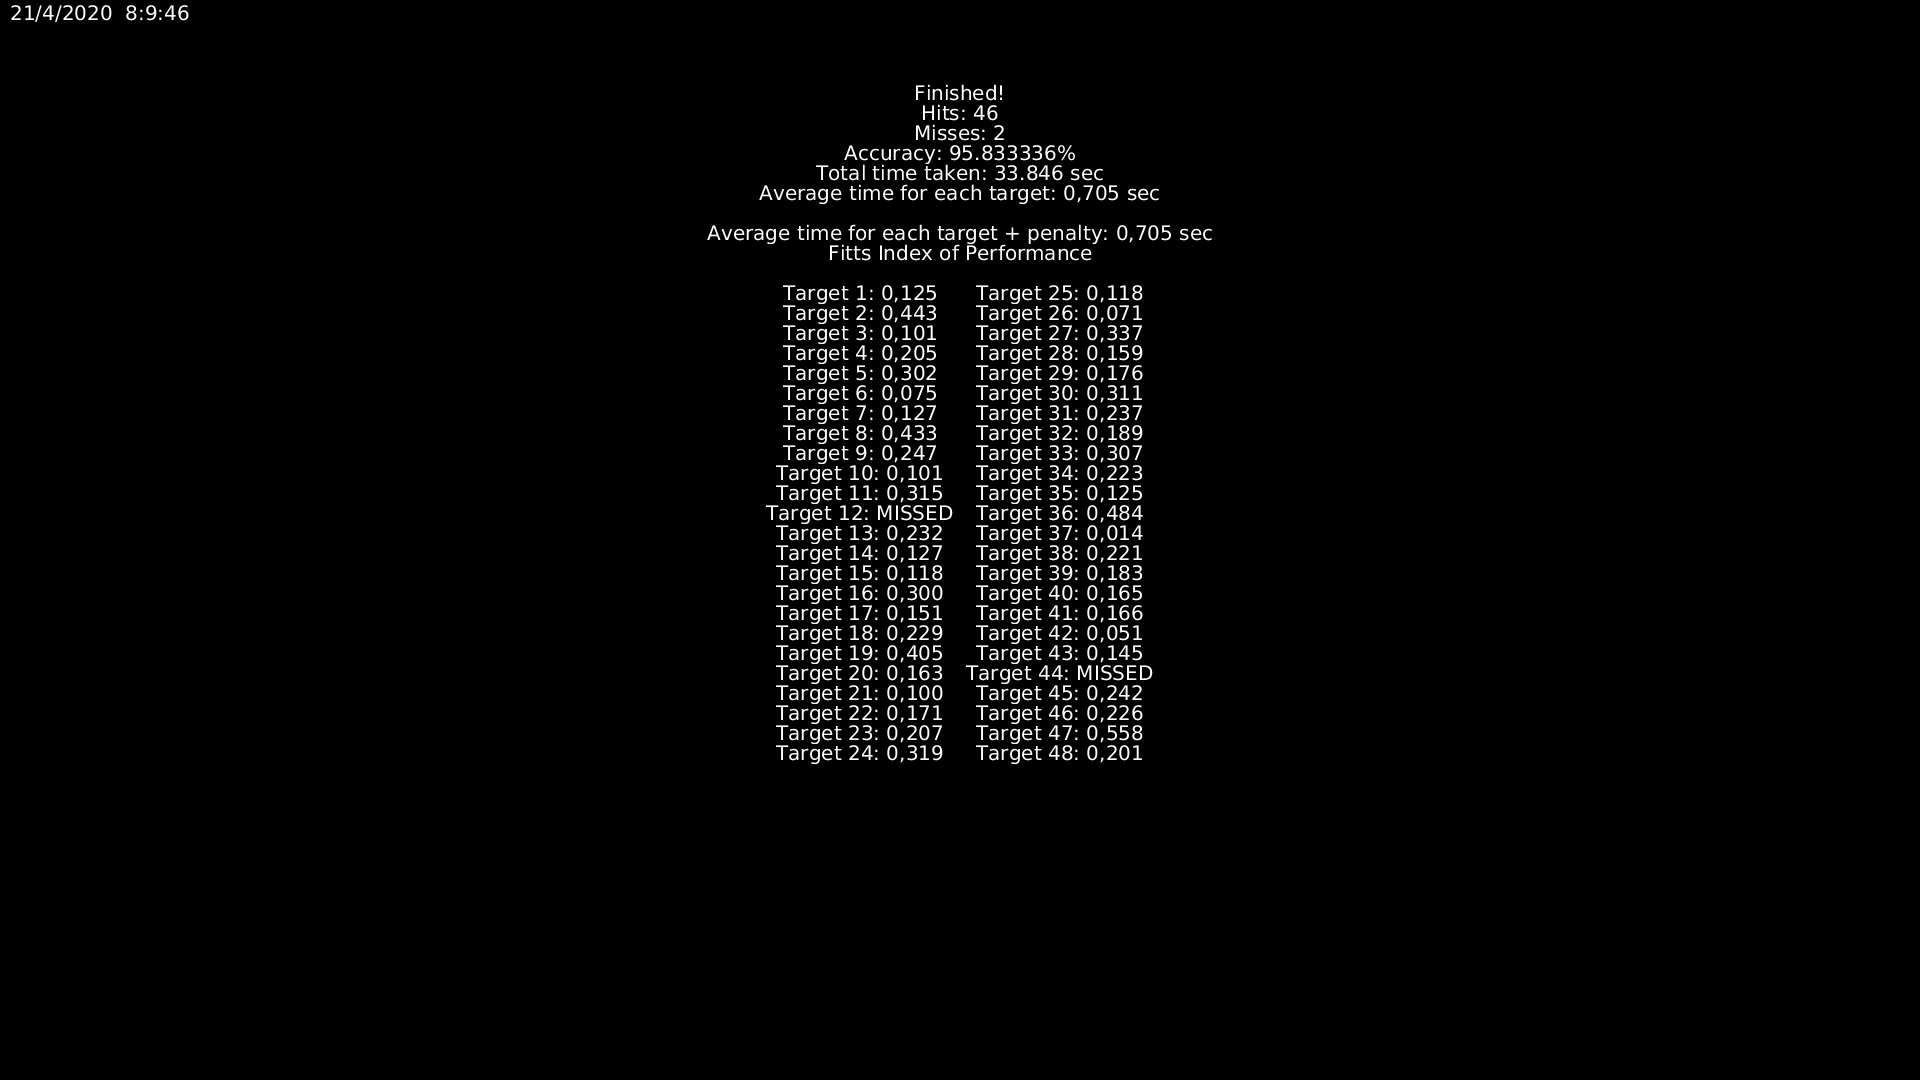 21/4/2020  8:9:46
Finished!
Hits: 46
Misses: 2
Accuracy: 95.833336%
Total time taken: 33.846 sec
Average time for each target: 0,705 sec
Average time for each target + penalty: 0,705 sec
Fitts Index of Performance
Target 1: 0,125
Target 2: 0,443
Target 3: 0,101
Target 4: 0,205
Target 5: 0,302
Target 6: 0,075
Target 7: 0,127
Target 8: 0,433
Target 9: 0,247
Target 10: 0,101
Target 11: 0,315
Target 12: MISSED
Target 13: 0,232
Target 14: 0,127
Target 15: 0,118
Target 16: 0,300
Target 17: 0,151
Target 18: 0,229
Target 19: 0,405
Target 20: 0,163
Target 21: 0,100
Target 22: 0,171
Target 23: 0,207
Target 24: 0,319
Target 25: 0,118
Target 26: 0,071
Target 27: 0,337
Target 28: 0,159
Target 29: 0,176
Target 30: 0,311
Target 31: 0,237
Target 32: 0,189
Target 33: 0,307
Target 34: 0,223
Target 35: 0,125
Target 36: 0,484
Target 37: 0,014
Target 38: 0,221
Target 39: 0,183
Target 40: 0,165
Target 41: 0,166
Target 42: 0,051
Target 43: 0,145
Target 44: MISSED
Target 45: 0,242
Target 46: 0,226
Target 47: 0,558
Target 48: 0,201